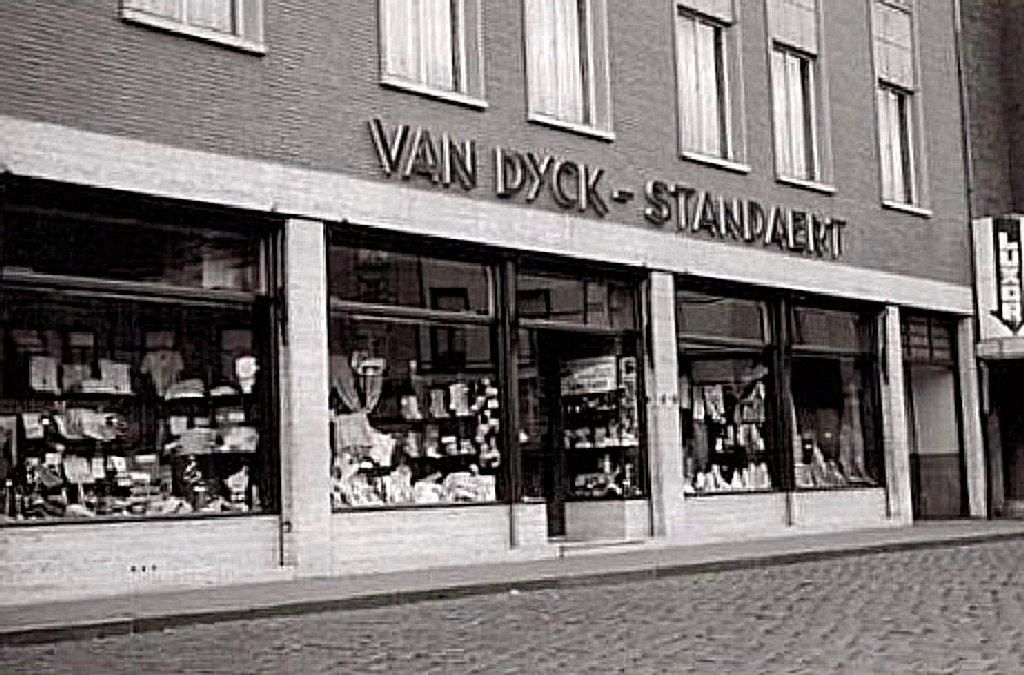 VAN DYCK - STANDAERT
LUXOR